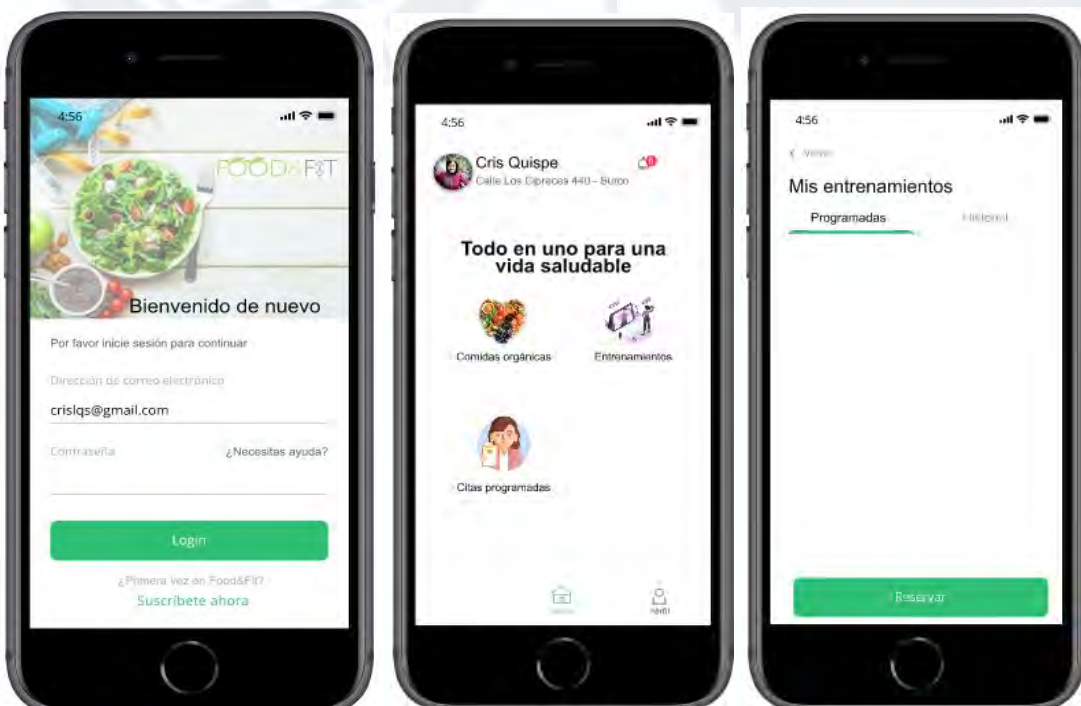 4:56
FOOD&FIT
Bienvenido de nuevo
Por favor inicie sesión para continuar
Dirección de correo electrónico
crislqs@gmail.com
Contraseña
¿Necesitas ayuda?
Login
¿Primera vez en Food&Fit?
Suscríbete ahora
4:56
Cris Quispe
0
Calle Los Cipreces 440 - Surco
Todo en uno para una
vida saludable
Comidas orgánicas
Entrenamientos
Citas programadas
4:56
Volver
Mis entrenamientos
Programadas
Historial
Reservar